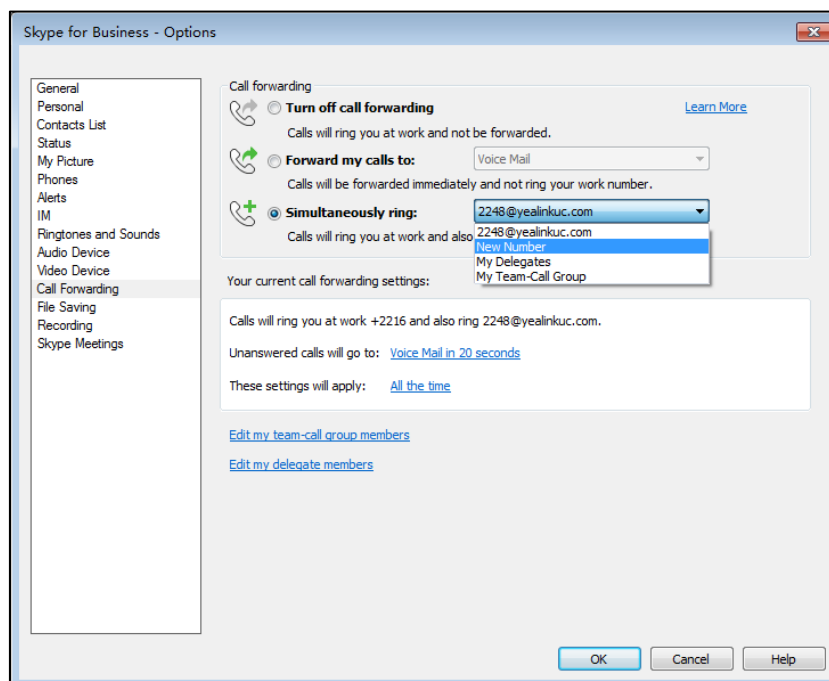 Skype for Business - Options
General
Personal
Contacts List
Status
My Picture
Phones
Alerts
IM
Ringtones and Sounds
Audio Device
Video Device
Call Forwarding
File Saving
Recording
Skype Meetings
Call forwarding
Turn off call forwarding
Learn More
Calls will ring you at work and not be forwarded.
Forward my calls to:
Voice Mail
Calls will be forwarded immediately and not ring your work number.
Simultaneously ring:
2248@yealinkuc.com
Calls will ring you at work and also
2248@yealinkuc.com
New Number
My Delegates
My Team-Call Group
Your current call forwarding settings:
Calls will ring you at work +2216 and also ring 2248@yealinkuc.com.
Unanswered calls will go to: Voice Mail in 20 seconds
These settings will apply: All the time
Edit my team-call group members
Edit my delegate members
OK
Cancel
Help